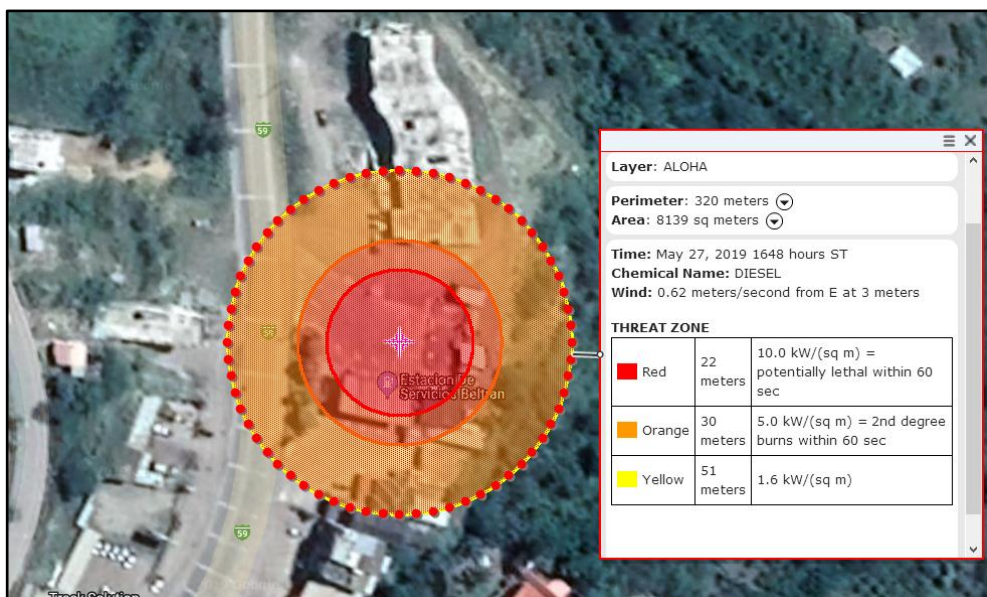 59
Layer: ALOHA
Perimeter: 320 meters
Area: 8139 sq meters
Time: May 27, 2019 1648 hours ST
Chemical Name: DIESEL
Wind: 0.62 meters/second from E at 3 meters
THREAT ZONE
Red
22
meters
10.0 kW/(sq m) =
potentially lethal within 60
sec
Orange
30
meters
5.0 kW/(sq m) = 2nd degree
burns within 60 sec
Yellow
51
meters
1.6 kW/(sq m)
59
Estacion De
Servicios Beltran
59